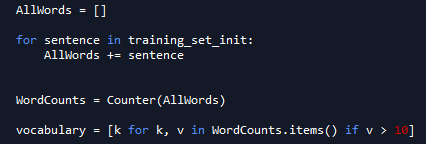 AllWords = []
for sentence in training_set_init:
    AllWords += sentence
WordCounts = Counter(AllWords)
vocabulary = [k for k, v in WordCounts.items() if v > 10]